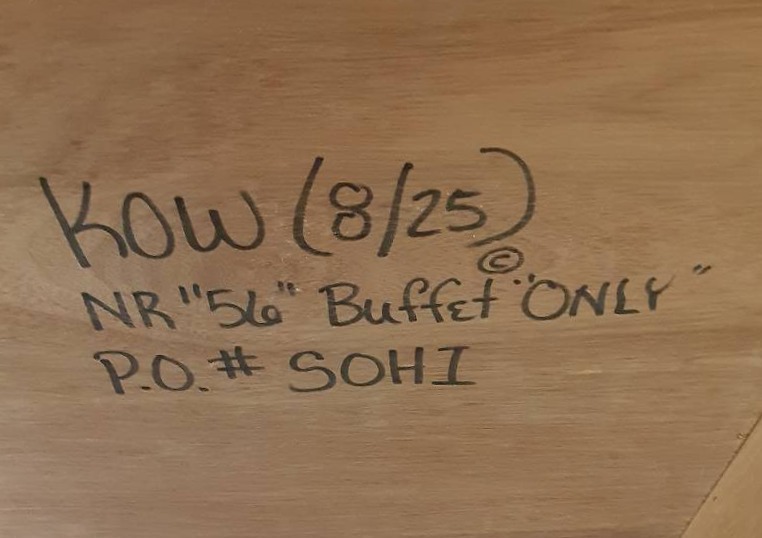 KOW (8/25)
©
NR "56" Buffet "ONLY"
P.O. # SOHI